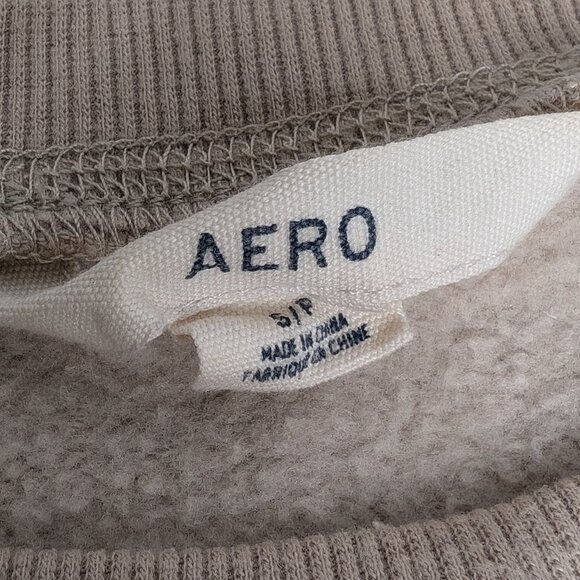 AERO
S/P
MADE IN CHINA
FABRIQUÉ EN CHINE